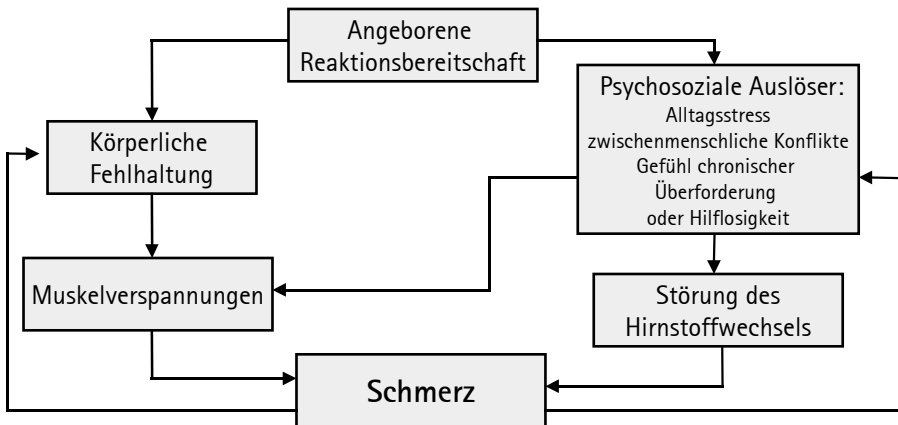 Angeborene
Reaktionsbereitschaft
Psychosoziale Auslöser:
Alltagsstress
zwischenmenschliche Konflikte
Gefühl chronischer
Überforderung
oder Hilflosigkeit
Körperliche
Fehlhaltung
Muskelverspannungen
Störung des
Hirnstoffwechsels
Schmerz